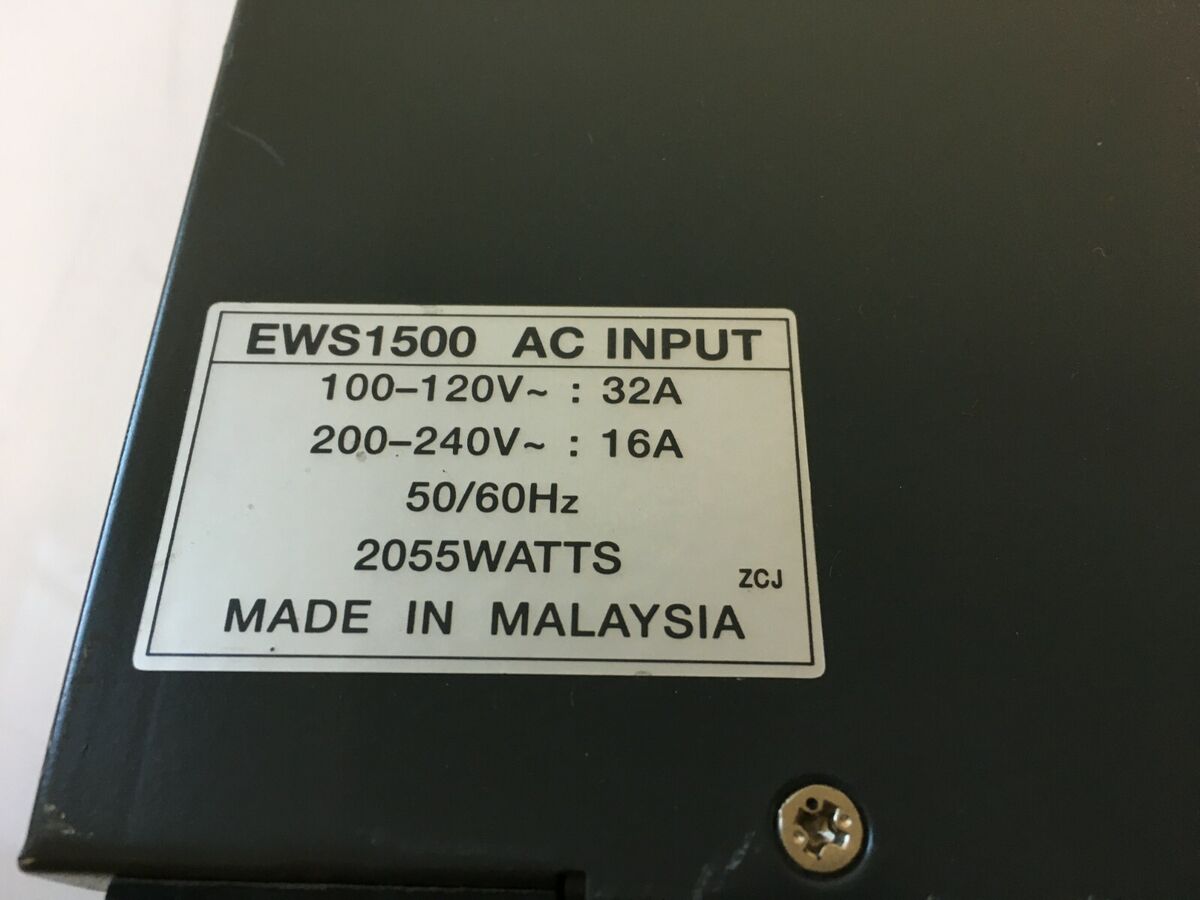 EWS1500 AC INPUT
100–120V~ : 32A
200–240V~ : 16A
50/60Hz
2055WATTS
ZCJ
MADE IN MALAYSIA